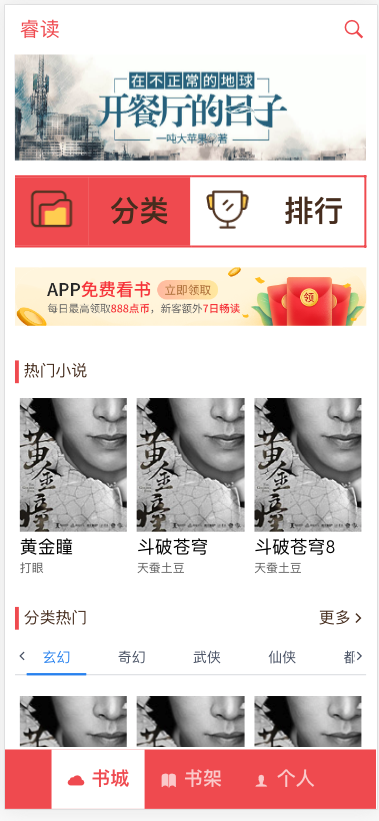 睿读
在不正常的地球
开餐厅的日子
一吨大苹果◎著
分类
排行
APP免费看书 立即领取
每日最高领取888点币，新客额外7日畅读
领
热门小说
黄金瞳
黄金瞳
黄金瞳
黄金瞳 斗破苍穹 斗破苍穹8
打眼 天蚕土豆 天蚕土豆
分类热门 更多
玄幻 奇幻 武侠 仙侠 都
书城 书架 个人